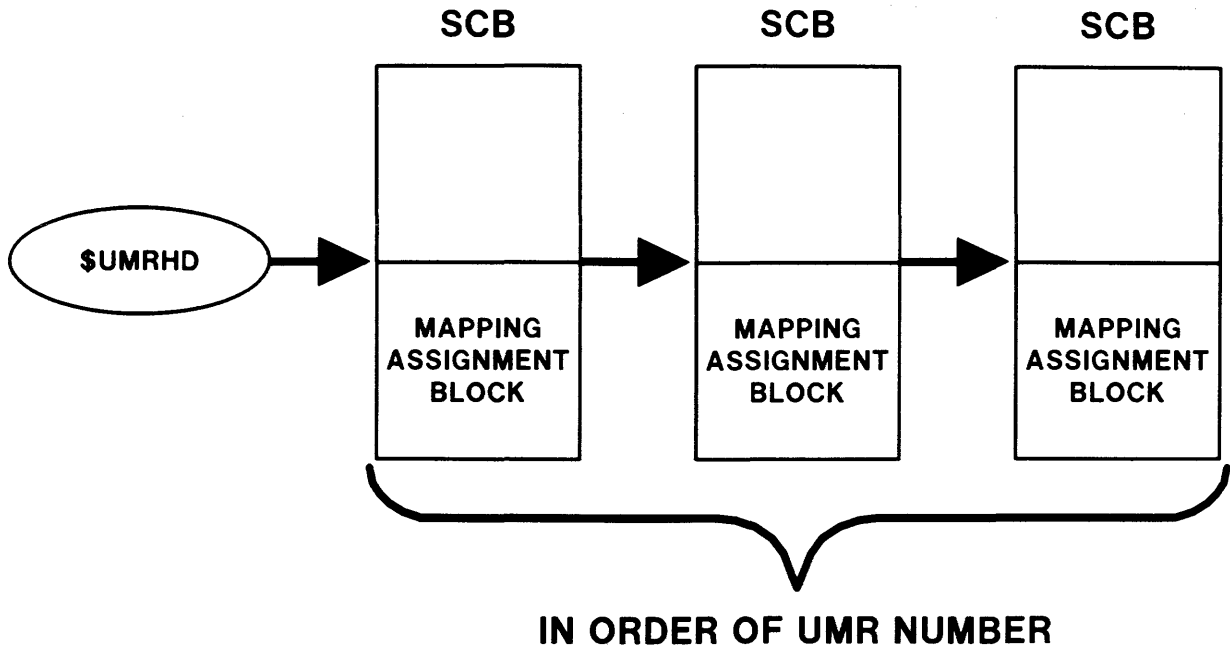 SCB
SCB
SCB
$UMRHD
MAPPING
ASSIGNMENT
BLOCK
MAPPING
ASSIGNMENT
BLOCK
MAPPING
ASSIGNMENT
BLOCK
IN ORDER OF UMR NUMBER